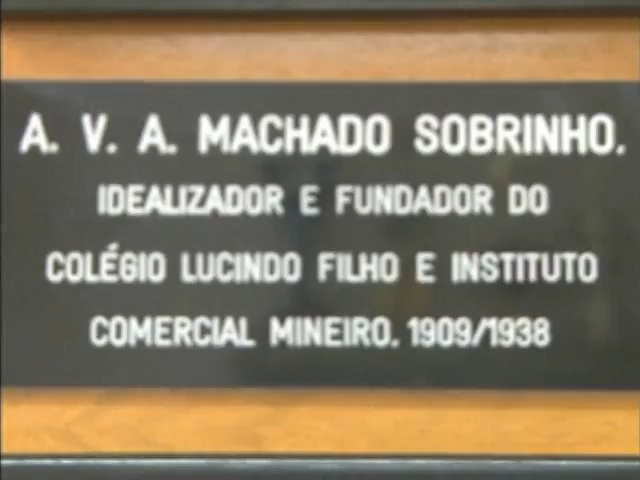 A. V. A. MACHADO SOBRINHO.
IDEALIZADOR E FUNDADOR DO
COLÉGIO LUCINDO FILHO E INSTITUTO
COMERCIAL MINEIRO. 1909/1938